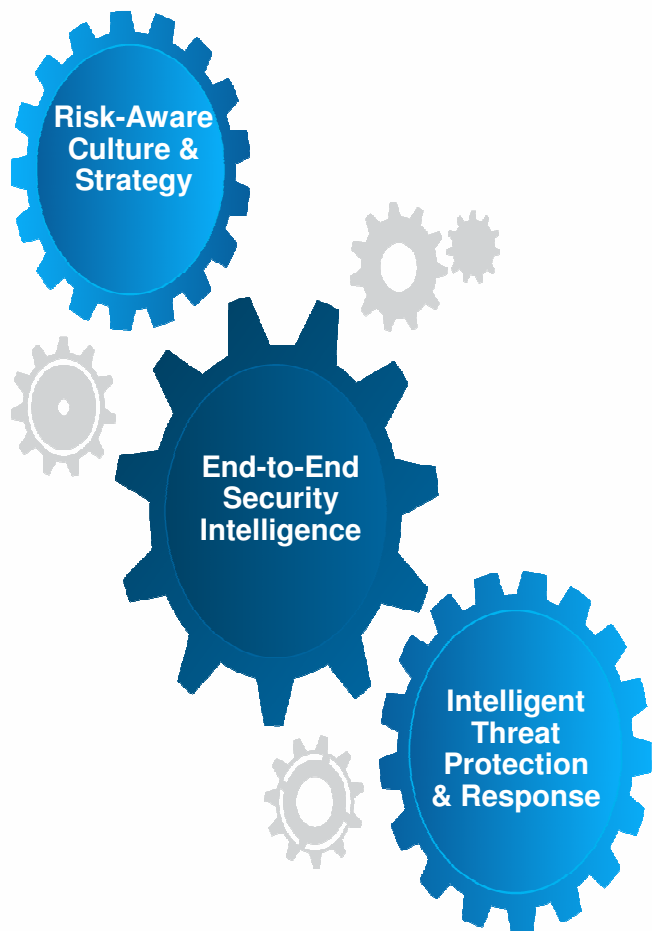 Risk-Aware
Culture &
Strategy
End-to-End
Security
Intelligence
Intelligent
Threat
Protection
& Response